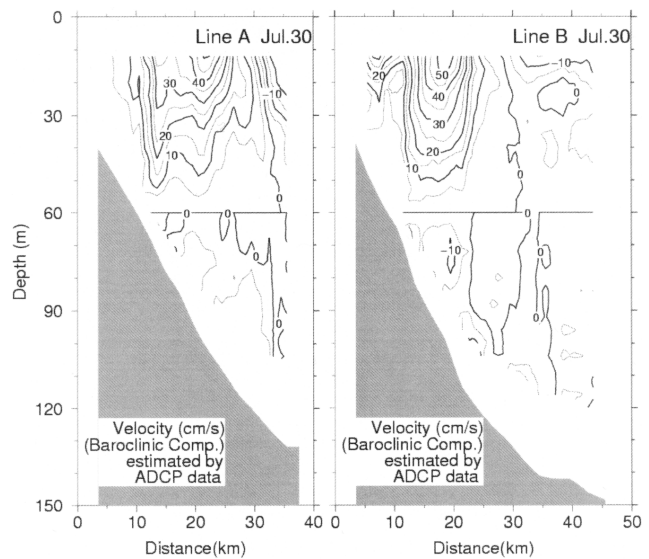 Line A Jul.30
Line B Jul.30
0
30
60
90
120
150
Depth (m)
30
40
-10
20
10
0
0
0
0
0
20
50
40
30
20
10
-10
0
0
0
-10
0
0
Velocity (cm/s)
(Baroclinic Comp.)
estimated by
ADCP data
Velocity (cm/s)
(Baroclinic Comp.)
estimated by
ADCP data
0 10 20 30 40
0 10 20 30 40 50
Distance(km)
Distance(km)